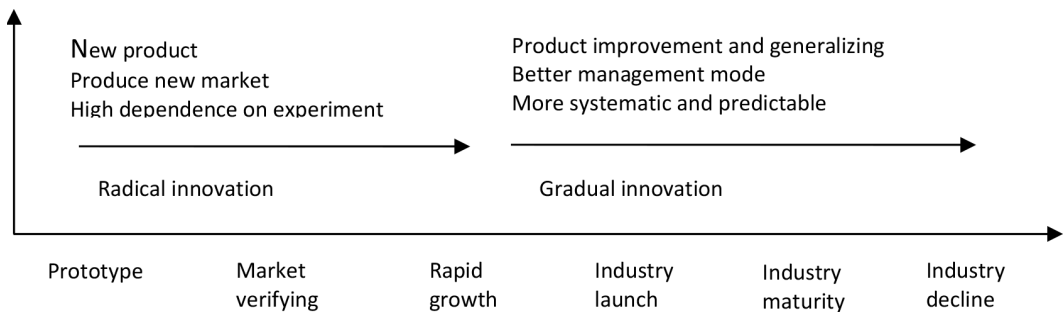 New product
Produce new market
High dependence on experiment
Product improvement and generalizing
Better management mode
More systematic and predictable
Radical innovation
Gradual innovation
Prototype
Market
verifying
Rapid
growth
Industry
launch
Industry
maturity
Industry
decline